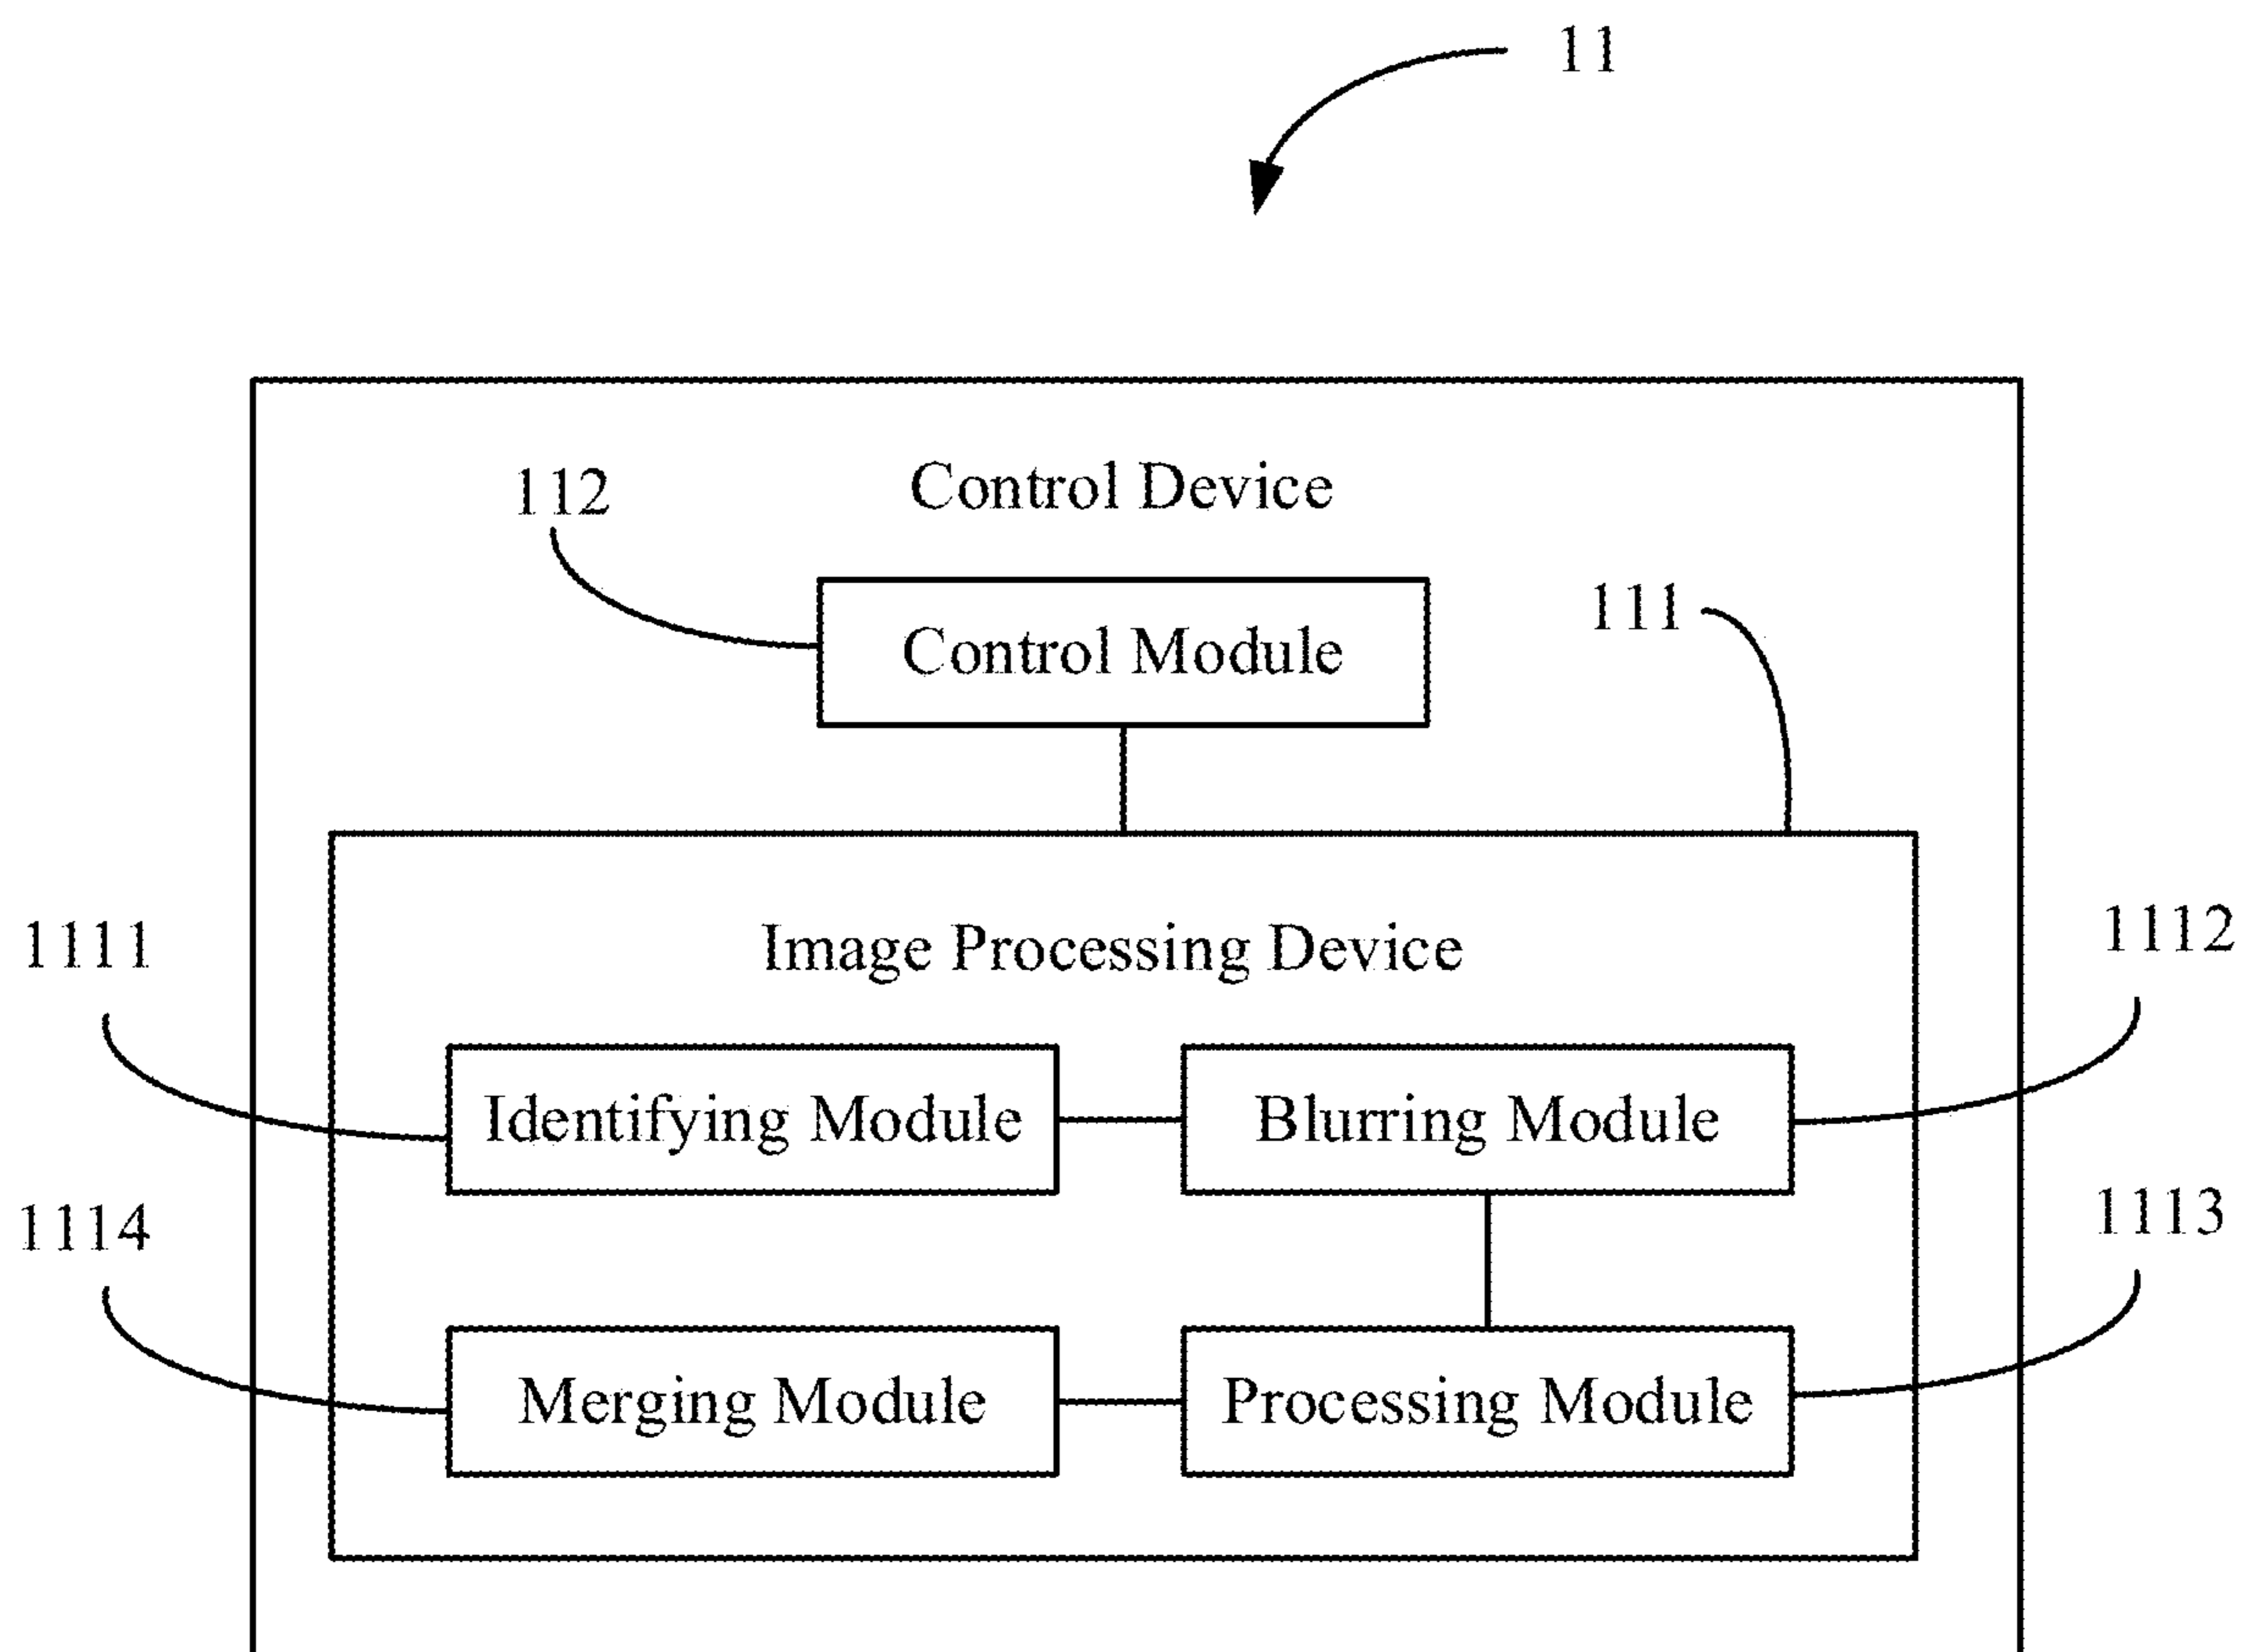 11
Control Device
112
Control Module
111
Image Processing Device
1111
1112
Identifying Module
Blurring Module
1114
1113
Merging Module
Processing Module